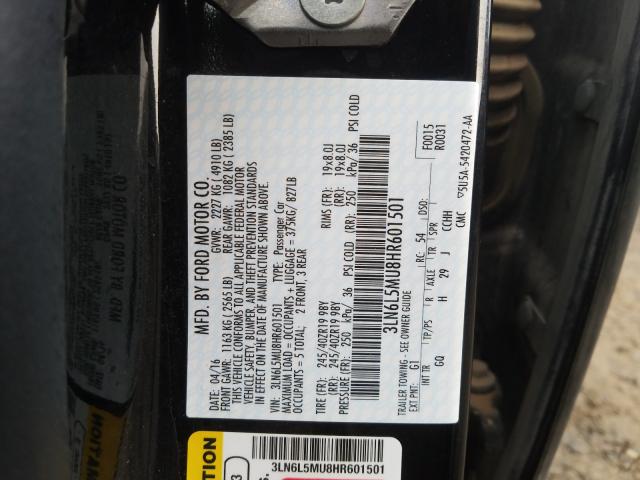 MFD. BY FORD MOTOR CO.
DATE: 04/16 GVWR: 2227 KG ( 4910 LB)
FRONT GAWR: 1163 KG ( 2565 LB) REAR GAWR: 1082 KG ( 2385 LB)
THIS VEHICLE CONFORMS TO ALL APPLICABLE FEDERAL MOTOR
VEHICLE SAFETY, BUMPER, AND THEFT PREVENTION STANDARDS
IN EFFECT ON THE DATE OF MANUFACTURE SHOWN ABOVE.
VIN: 3LN6L5MU8HR601501 TYPE: Passenger Car
MAXIMUM LOAD = OCCUPANTS + LUGGAGE = 375KG/ 827LB
OCCUPANTS = 5 TOTAL; 2 FRONT, 3 REAR
TIRE (FR): 245/40ZR19 98Y RIMS (FR): 19x8.0J
(RR): 245/40ZR19 98Y (RR): 19x8.0J
PRESSURE (FR): 250 kPa/ 36 PSI COLD (RR): 250 kPa/ 36 PSI COLD
3LN6L5MU8HR601501
TRAILER TOWING - SEE OWNER GUIDE
F0015
EXT PNT: G1 RC: 54 DSO: R0031
INT TR TP/PS R AXLE TR SPR
GQ H 29 J CCHH
CMC
5U5A-5420472-AA
MFD. BY FORD MOTOR CO.
3LN6L5MU8HR601501